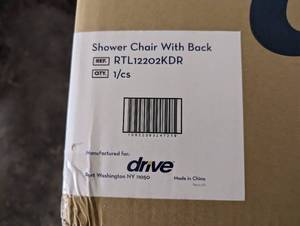 Shower Chair With Back
REF. RTL12202KDR
QTY. 1/cs
Manufactured for:
drive
Port Washington NY 11050
Made in China